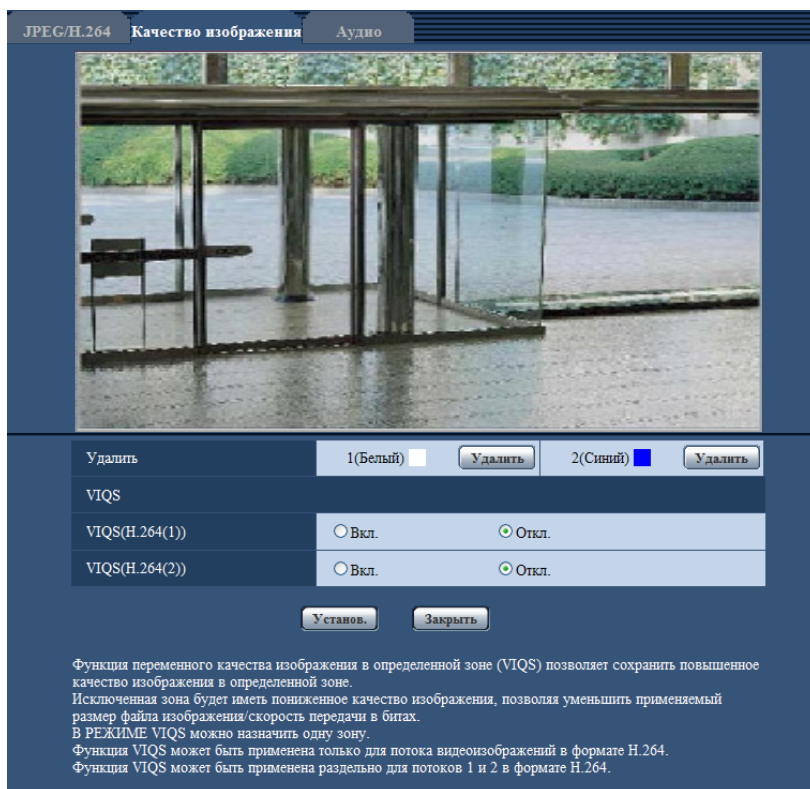 JPEG/H.264 Качество изображения Аудио
Удалить 1(Белый) Удалить 2(Синий) Удалить
VIQS
VIQS(H.264(1)) Вкл. Откл.
VIQS(H.264(2)) Вкл. Откл.
Установ. Закрыть
Функция переменного качества изображения в определенной зоне (VIQS) позволяет сохранить повышенное
качество изображения в определенной зоне.
Исключенная зона будет иметь пониженное качество изображения, позволяя уменьшить применяемый
размер файла изображения/скорость передачи в битах.
В РЕЖИМЕ VIQS можно назначить одну зону.
Функция VIQS может быть применена только для потока видеоизображений в формате H.264.
Функция VIQS может быть применена раздельно для потоков 1 и 2 в формате H.264.